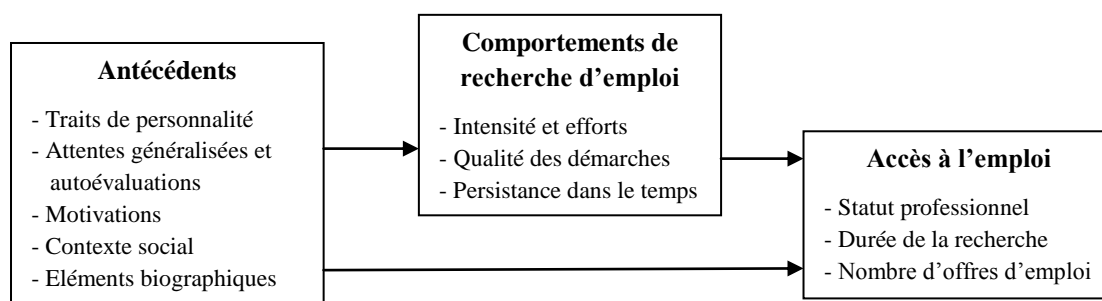 Antécédents
- Traits de personnalité
- Attentes généralisées et
autoévaluations
- Motivations
- Contexte social
- Eléments biographiques
Comportements de
recherche d’emploi
- Intensité et efforts
- Qualité des démarches
- Persistance dans le temps
Accès à l’emploi
- Statut professionnel
- Durée de la recherche
- Nombre d’offres d’emploi